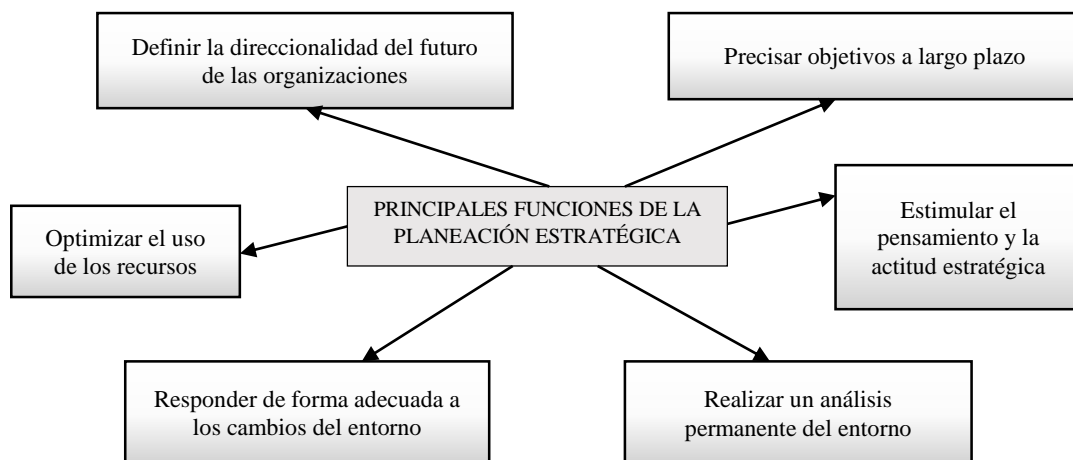 Definir la direccionalidad del futuro
de las organizaciones
Precisar objetivos a largo plazo
PRINCIPALES FUNCIONES DE LA
PLANEACIÓN ESTRATÉGICA
Estimular el
pensamiento y la
actitud estratégica
Optimizar el uso
de los recursos
Responder de forma adecuada a
los cambios del entorno
Realizar un análisis
permanente del entorno